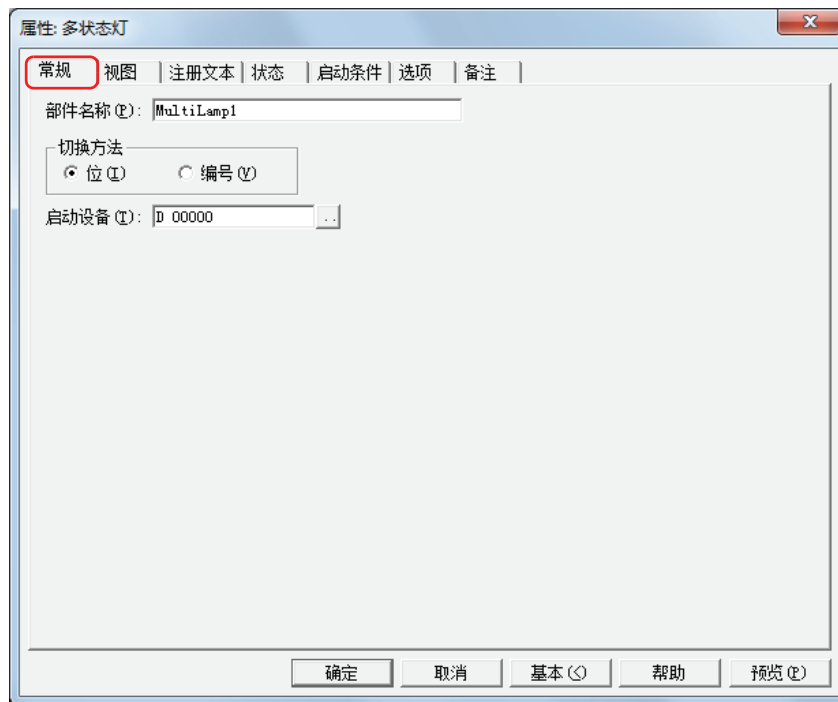 属性: 多状态灯
常规 视图 注册文本 状态 启动条件 选项 备注
部件名称(P): MultiLamp1
切换方法
位(I) 编号(V)
启动设备(T): D 00000 ..
确定 取消 基本(<) 帮助 预览(P)